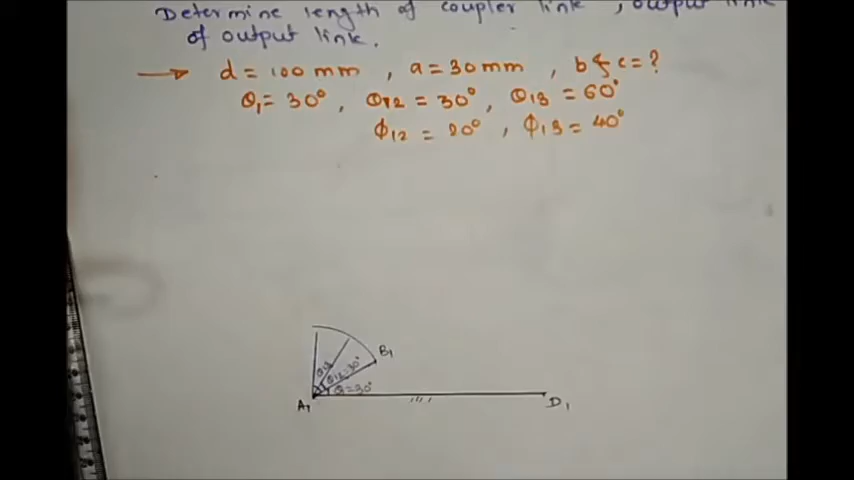 Determine length of coupler link , output link
of output link.
→ d = 100 mm , a = 30 mm , b & c = ?
θ1 = 30° , θ12 = 30° , θ13 = 60°
ϕ12 = 20° , ϕ13 = 40°
B1
θ13
θ12 = 30°
θ1 = 30°
A1
D1